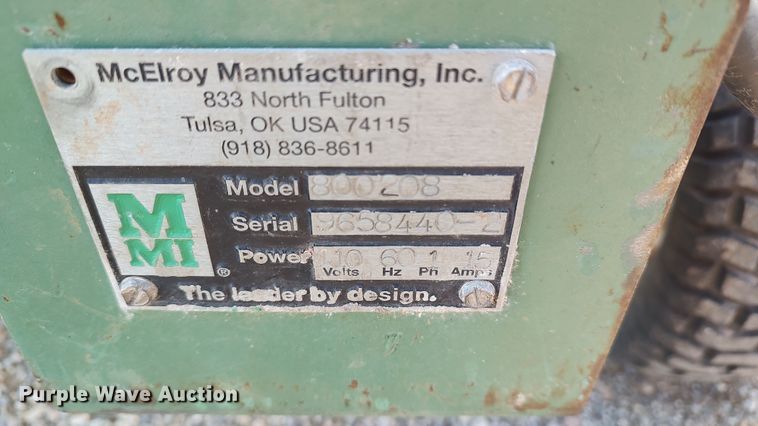 McElroy Manufacturing, Inc.
833 North Fulton
Tulsa, OK USA 74115
(918) 836-8611
M
MI
®
Model 800208
Serial 9658440-2
Power 110 60 1 15
Volts Hz Ph Amps
The leader by design.
Purple Wave Auction